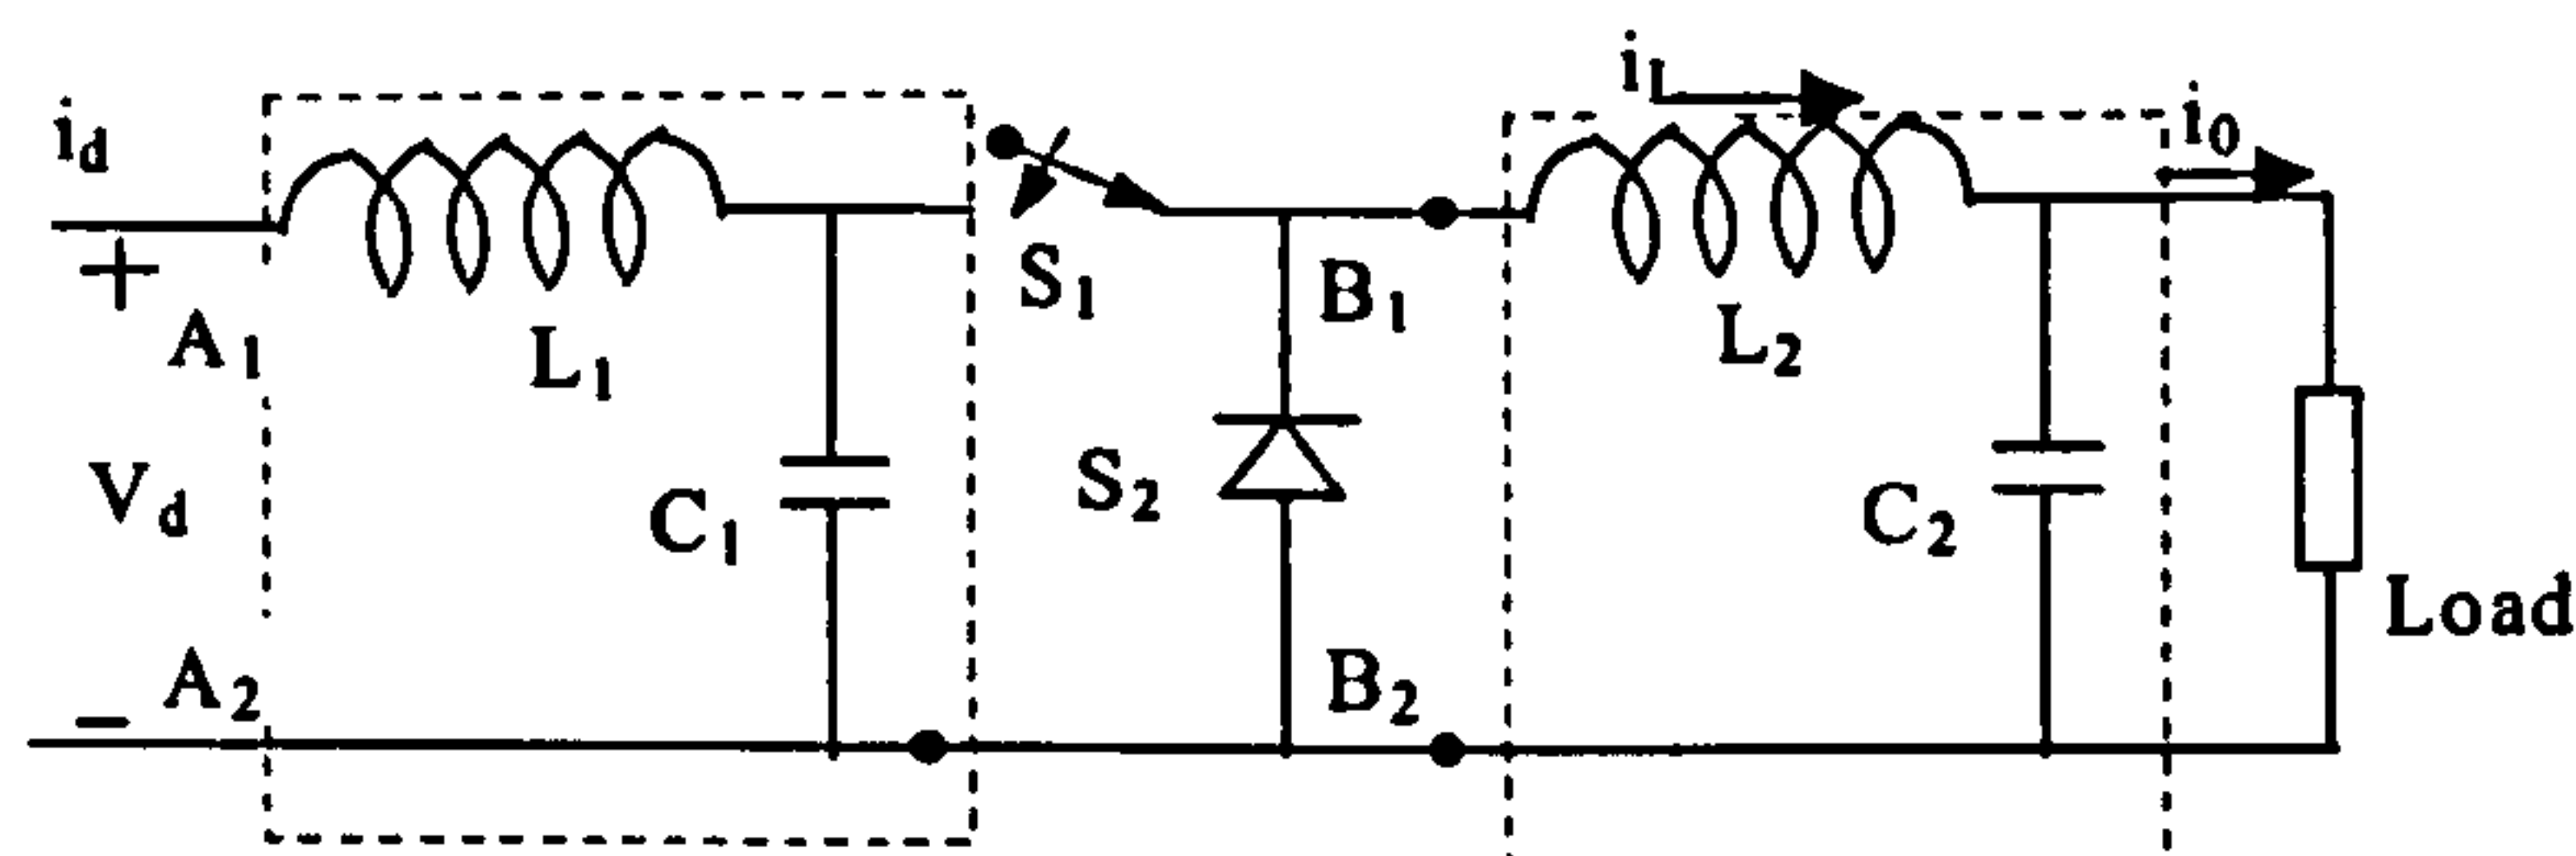 i_d
+
A_1
V_d
A_2
−
L_1
C_1
S_1
S_2
B_1
B_2
i_L
L_2
C_2
i_0
Load